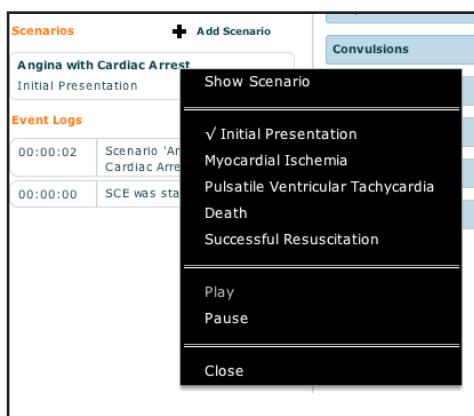 Scenarios
Add Scenario
Convulsions
Angina with Cardiac Arrest
Initial Presentation
Event Logs
00:00:02 Scenario 'An
Cardiac Arre
00:00:00 SCE was sta
Show Scenario
√ Initial Presentation
Myocardial Ischemia
Pulsatile Ventricular Tachycardia
Death
Successful Resuscitation
Play
Pause
Close